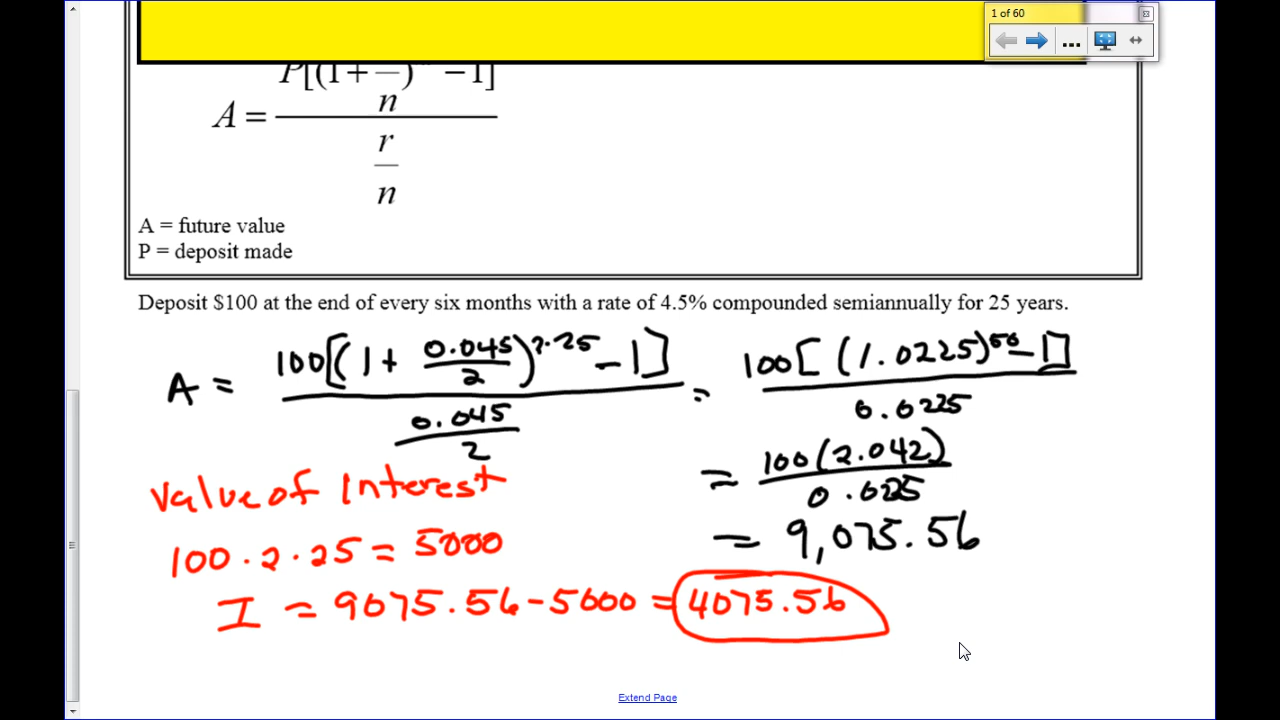 1 of 60
P[(1+ /n) -1]
A = r/n
A = future value
P = deposit made
Deposit $100 at the end of every six months with a rate of 4.5% compounded semiannually for 25 years.
A = 100[(1+ 0.045/2)^2·25 -1] / 0.045/2 = 100[(1.0225)^50 -1] / 0.0225
= 100(2.042) / 0.025
= 9,075.56
Value of Interest
100·2·25 = 5000
I = 9075.56-5000 = 4075.56
Extend Page